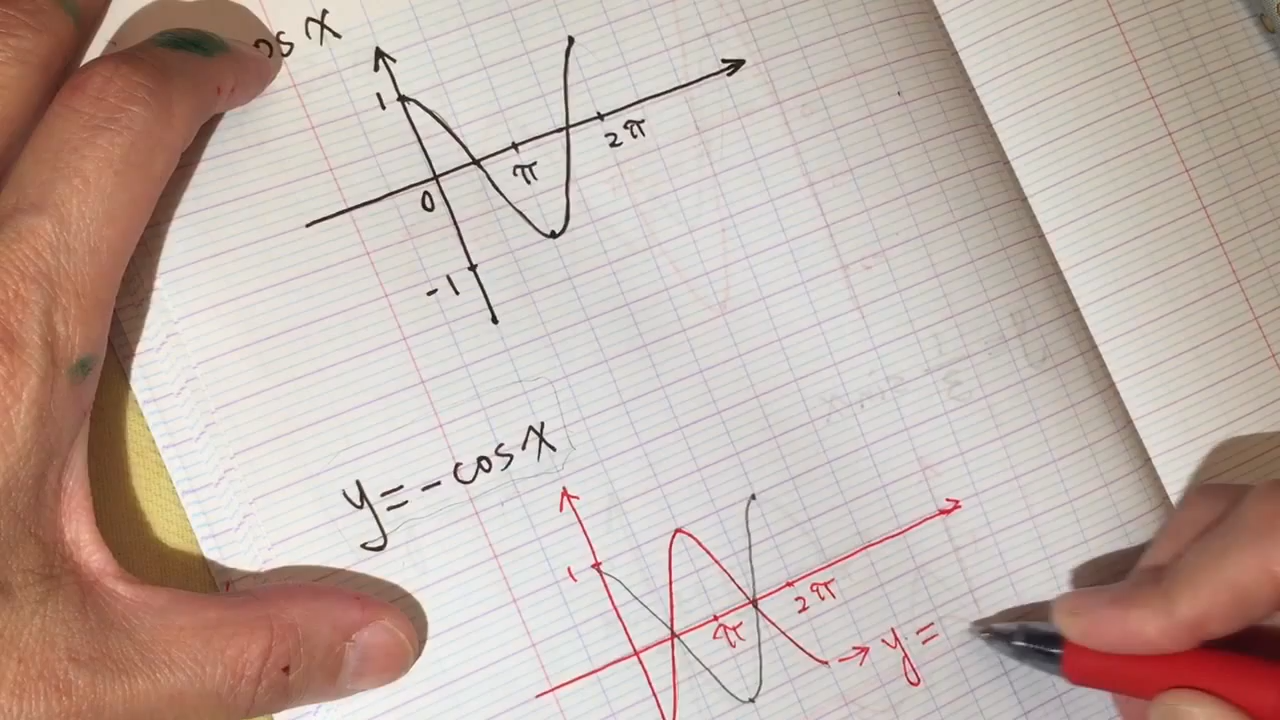 os x
1
2π
π
0
-1
y=-cos x
1
2π
π
→ y=